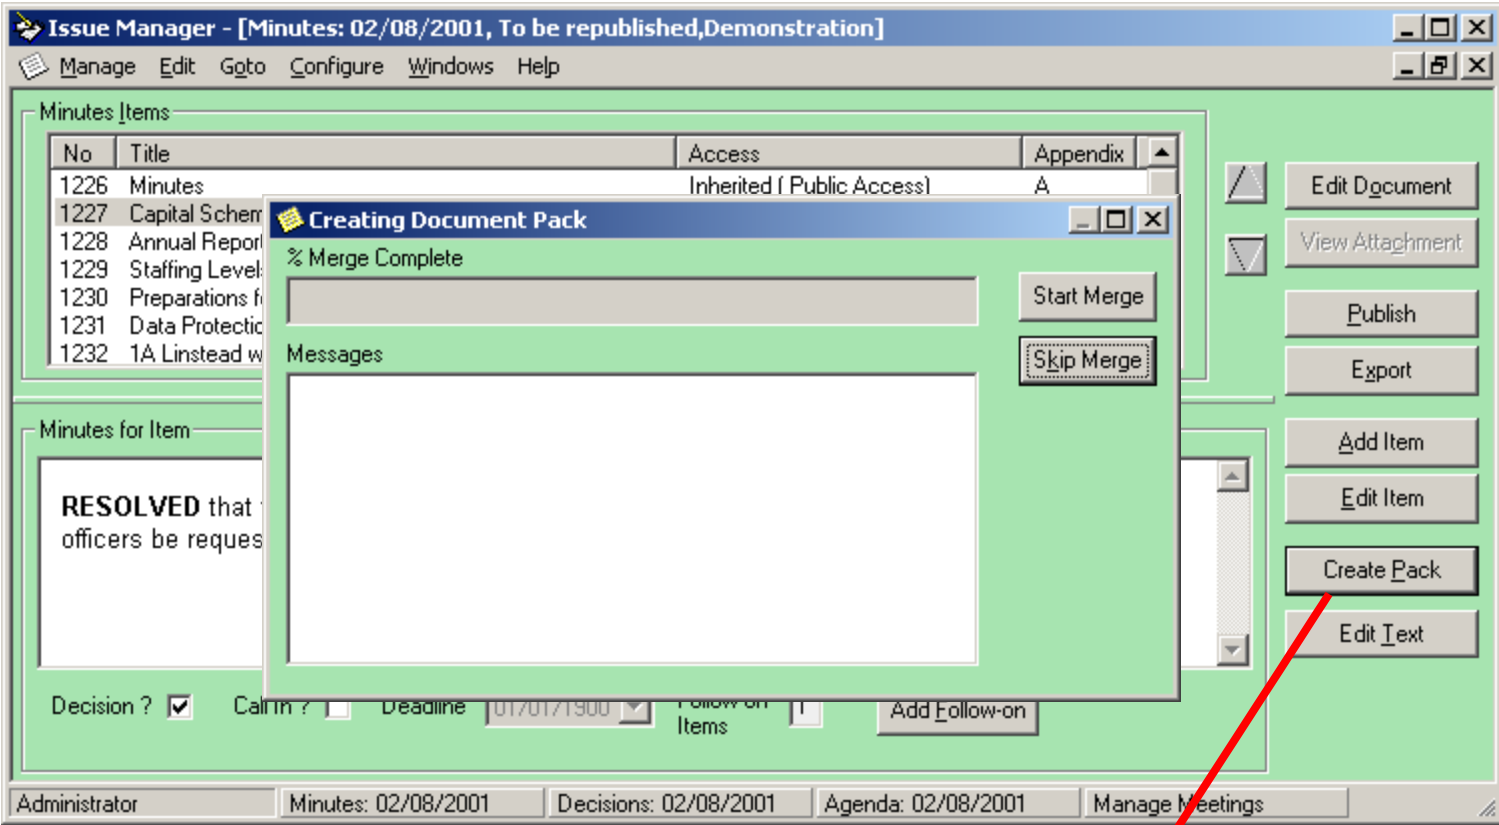 Issue Manager - [Minutes: 02/08/2001, To be republished,Demonstration]
Manage Edit Goto Configure Windows Help
Minutes Items
No Title Access Appendix
1226 Minutes Inherited ( Public Access) A
1227 Capital Schem
1228 Annual Report
1229 Staffing Levels
1230 Preparations f
1231 Data Protectio
1232 1A Linstead w
Edit Document
View Attachment
Publish
Export
Add Item
Edit Item
Create Pack
Edit Text
Creating Document Pack
% Merge Complete
Start Merge
Skip Merge
Messages
Minutes for Item
RESOLVED that
officers be reques
Decision ? Call In ? Deadline 01/01/1900 Follow-on
Items
1
Add Follow-on
Administrator Minutes: 02/08/2001 Decisions: 02/08/2001 Agenda: 02/08/2001 Manage Meetings